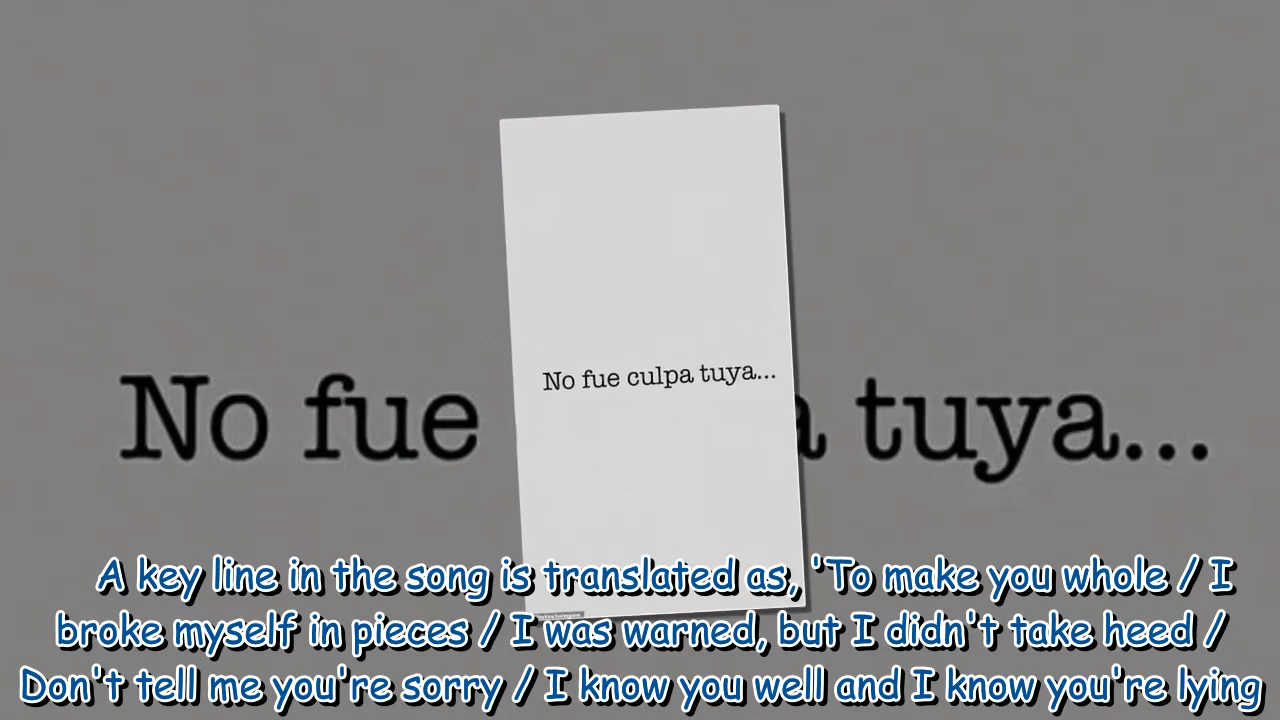 No fue a tuya...
No fue culpa tuya...
A key line in the song is translated as, 'To make you whole / I
broke myself in pieces / I was warned, but I didn't take heed /
Don't tell me you're sorry / I know you well and I know you're lying